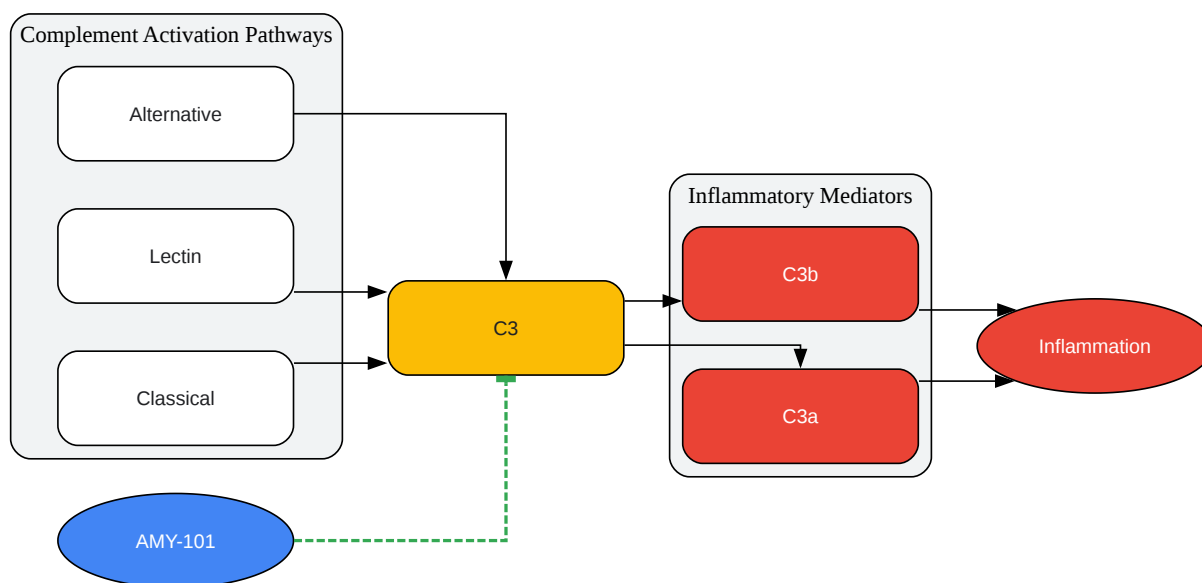 Complement Activation Pathways
Alternative
Lectin
Classical
AMY-101
C3
Inflammatory Mediators
C3b
C3a
Inflammation